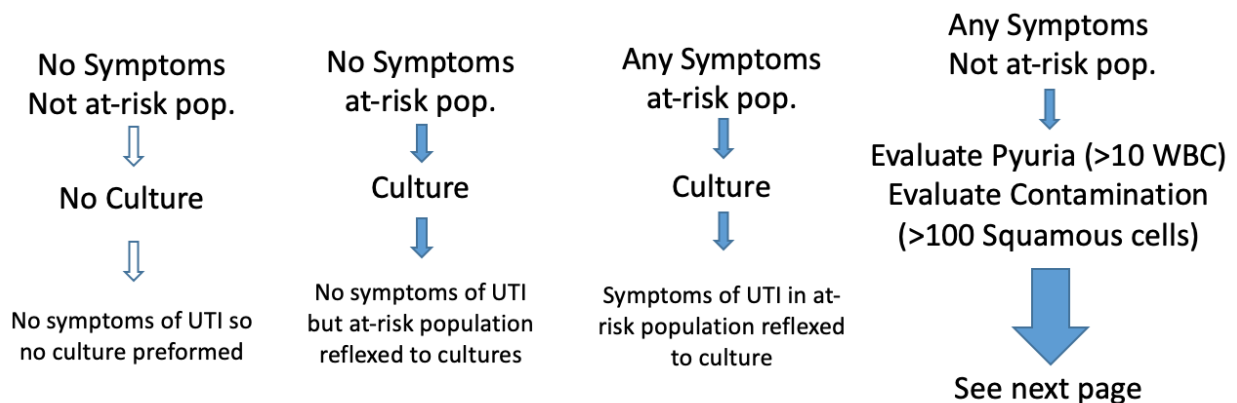 No Symptoms
Not at-risk pop.
No Culture
No symptoms of UTI so
no culture preformed
No Symptoms
at-risk pop.
Culture
No symptoms of UTI
but at-risk population
reflexed to cultures
Any Symptoms
at-risk pop.
Culture
Symptoms of UTI in at-
risk population reflexed
to culture
Any Symptoms
Not at-risk pop.
Evaluate Pyuria (>10 WBC)
Evaluate Contamination
(>100 Squamous cells)
See next page